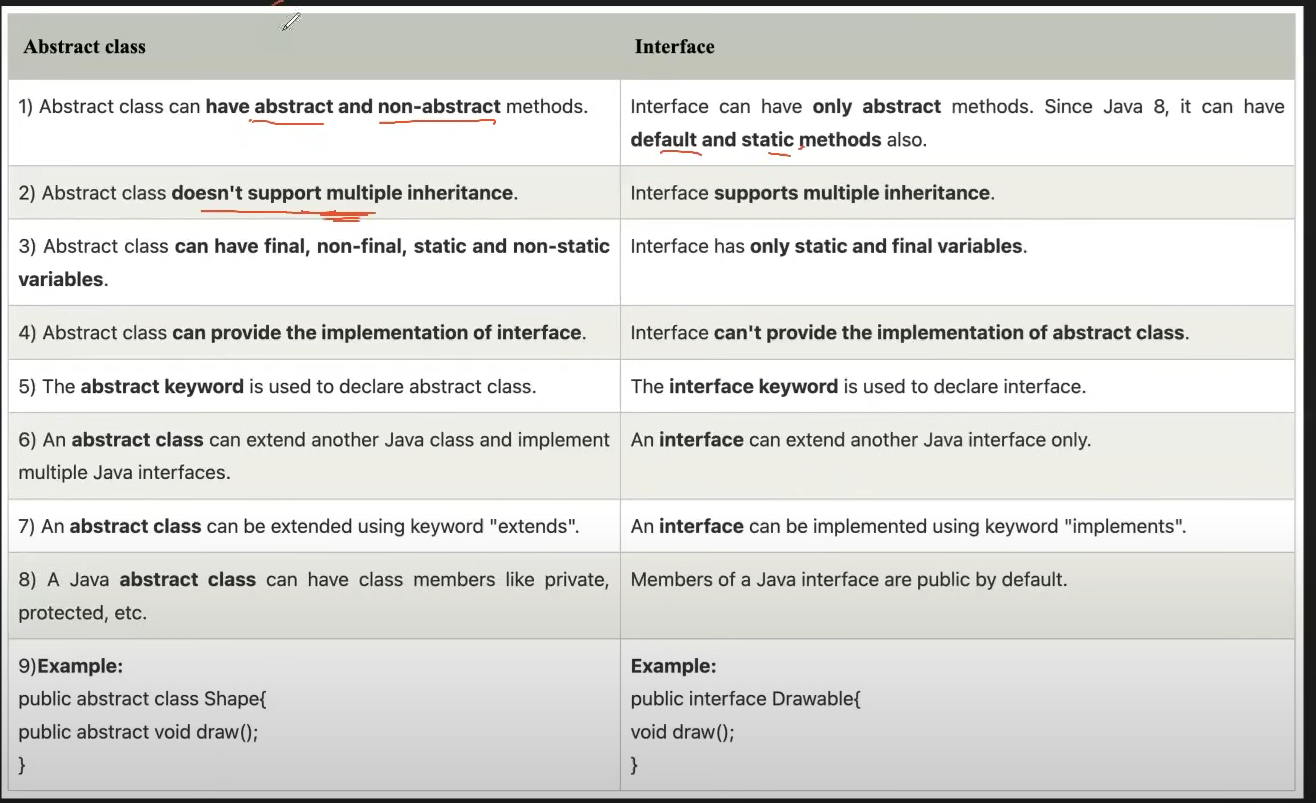 Abstract class
Interface
1) Abstract class can have abstract and non-abstract methods.
Interface can have only abstract methods. Since Java 8, it can have
default and static methods also.
2) Abstract class doesn't support multiple inheritance.
Interface supports multiple inheritance.
3) Abstract class can have final, non-final, static and non-static
variables.
Interface has only static and final variables.
4) Abstract class can provide the implementation of interface.
Interface can't provide the implementation of abstract class.
5) The abstract keyword is used to declare abstract class.
The interface keyword is used to declare interface.
6) An abstract class can extend another Java class and implement
multiple Java interfaces.
An interface can extend another Java interface only.
7) An abstract class can be extended using keyword "extends".
An interface can be implemented using keyword "implements".
8) A Java abstract class can have class members like private,
protected, etc.
Members of a Java interface are public by default.
9)Example:
public abstract class Shape{
public abstract void draw();
}
Example:
public interface Drawable{
void draw();
}